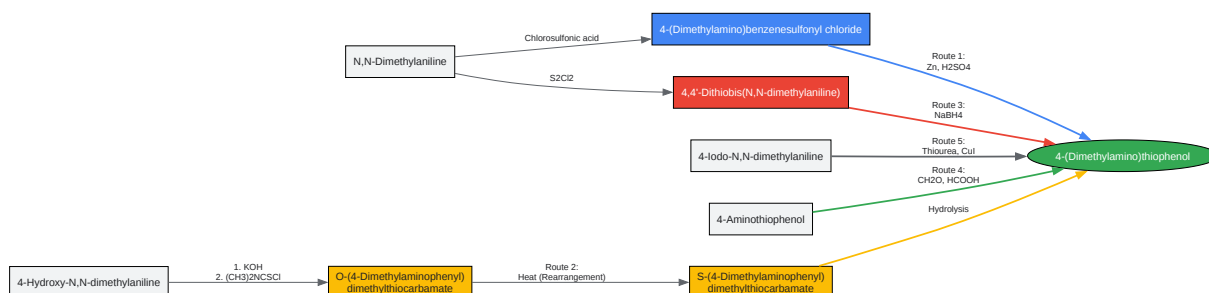 4-(Dimethylamino)benzenesulfonyl chloride
Chlorosulfonic acid
N,N-Dimethylaniline
Route 1:
Zn, H2SO4
S2Cl2
4,4'-Dithiobis(N,N-dimethylaniline)
Route 3:
NaBH4
4-Iodo-N,N-dimethylaniline
Route 5:
Thiourea, CuI
4-(Dimethylamino)thiophenol
Route 4:
CH2O, HCOOH
4-Aminothiophenol
Hydrolysis
4-Hydroxy-N,N-dimethylaniline
1. KOH
2. (CH3)2NCSCl
O-(4-Dimethylaminophenyl)
dimethylthiocarbamate
Route 2:
Heat (Rearrangement)
S-(4-Dimethylaminophenyl)
dimethylthiocarbamate